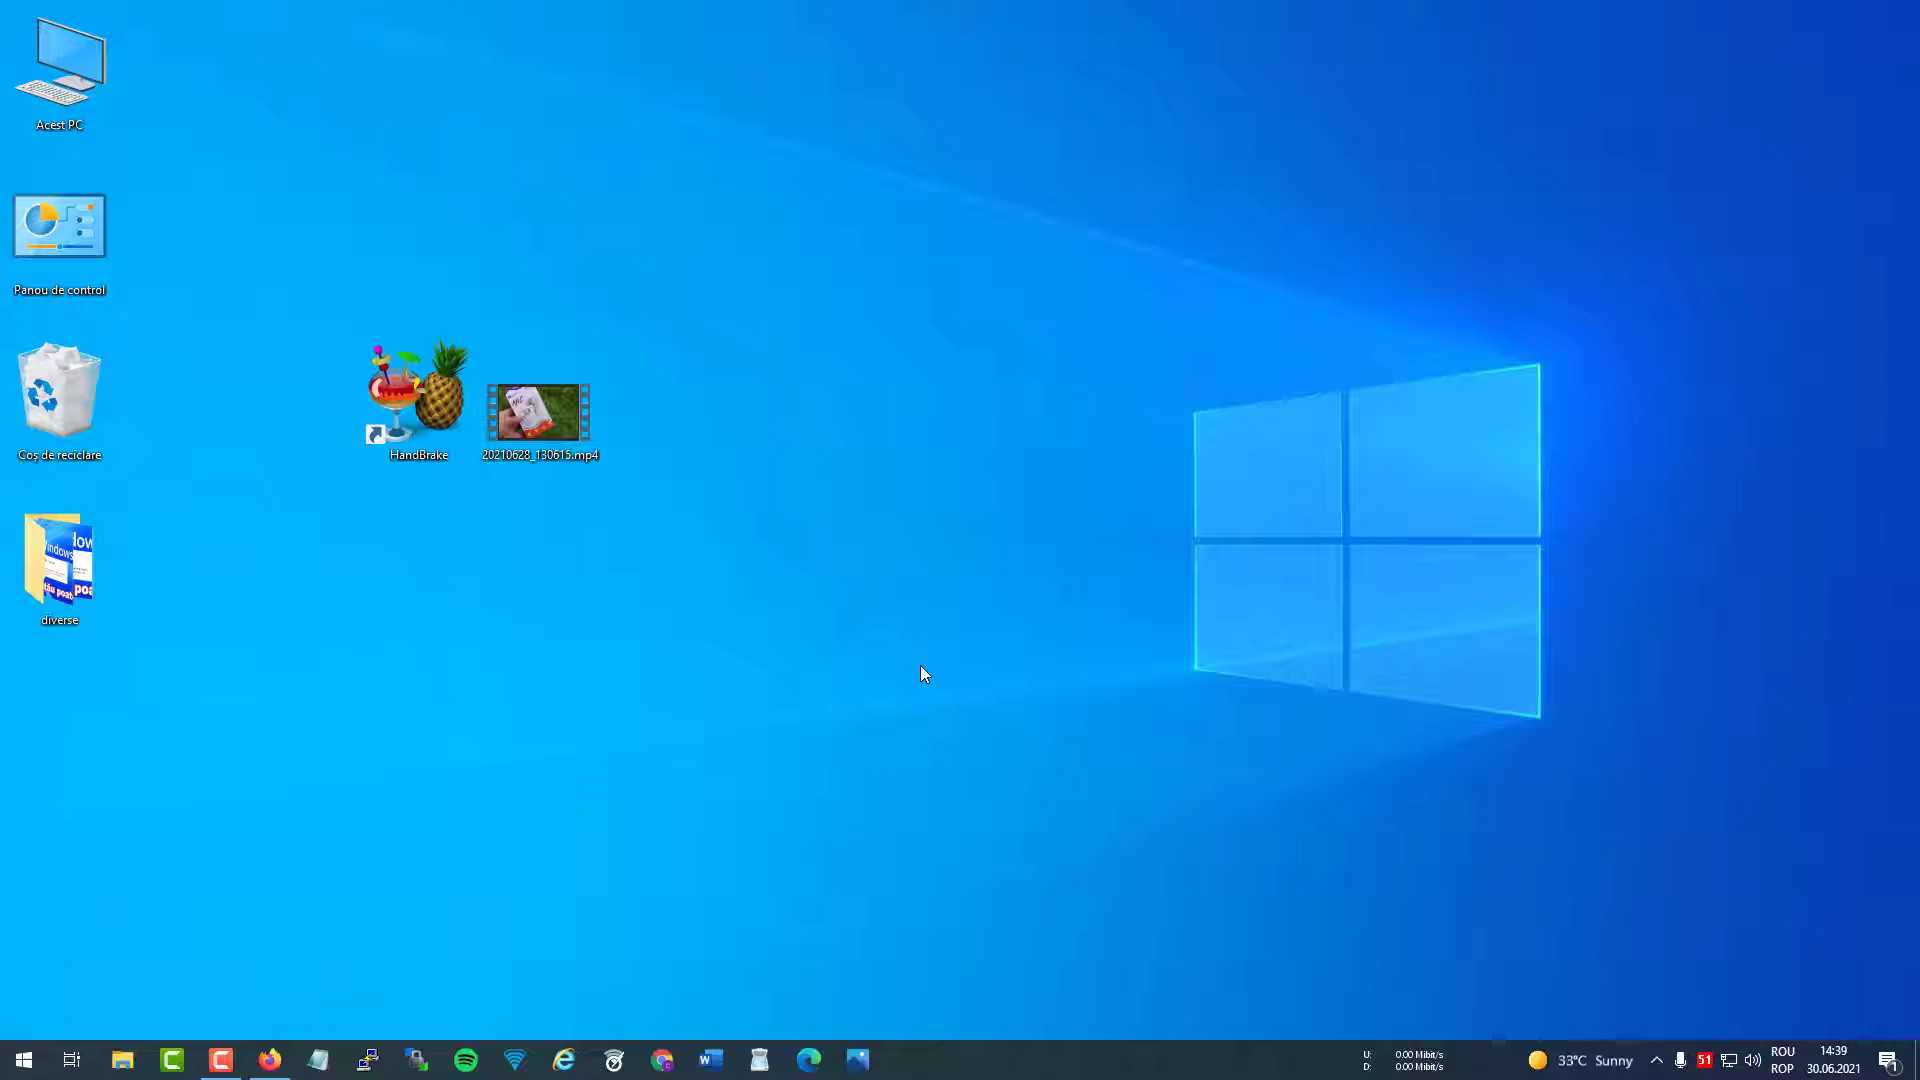 Acest PC
Panou de control
Coș de reciclare
diverse
HandBrake
20210628_130615.mp4
U: 0.00 Mibit/s
D: 0.00 Mibit/s
33°C Sunny
51
ROU
ROP
14:39
30.06.2021
1